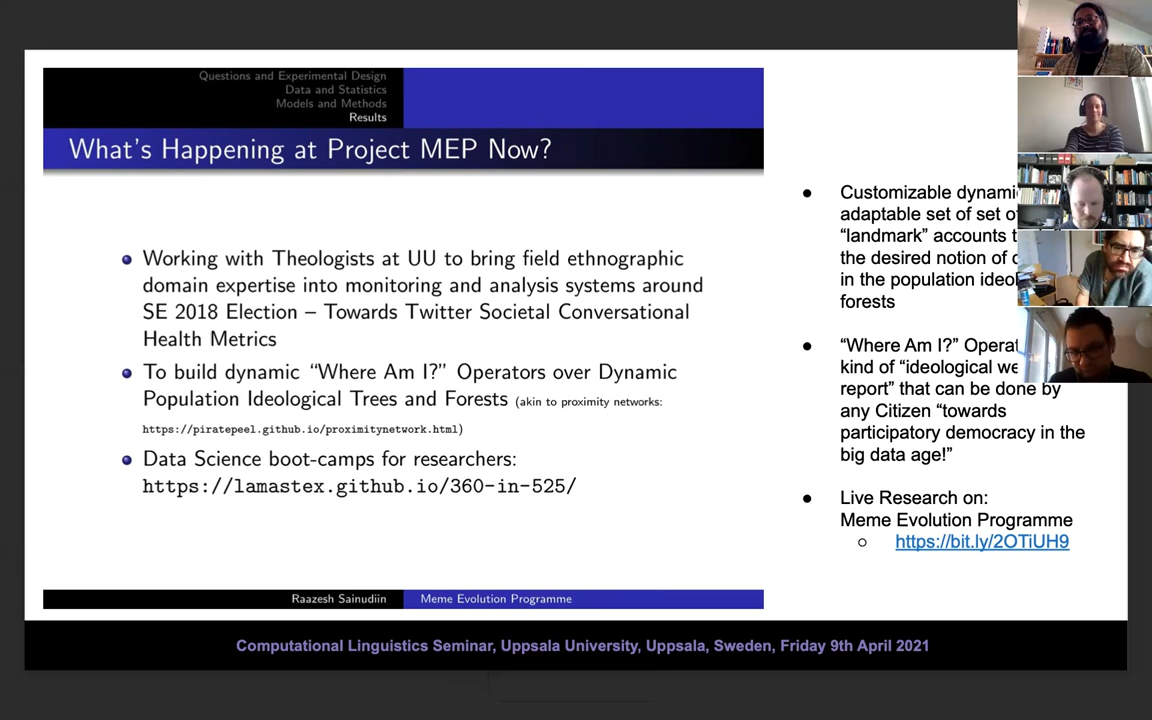 Questions and Experimental Design
Data and Statistics
Models and Methods
Results
What's Happening at Project MEP Now?
Working with Theologists at UU to bring field ethnographic
domain expertise into monitoring and analysis systems around
SE 2018 Election – Towards Twitter Societal Conversational
Health Metrics
To build dynamic “Where Am I?” Operators over Dynamic
Population Ideological Trees and Forests (akin to proximity networks:
https://piratepeel.github.io/proximitynetwork.html)
Data Science boot-camps for researchers:
https://lamastex.github.io/360-in-525/
Raazesh Sainudiin
Meme Evolution Programme
Customizable
adaptable set of set
“landmark” accounts
the desired notion of
in the population
forests
“Where Am I?”
kind of “ideological
report” that can be done by
any Citizen “towards
participatory democracy in the
big data age!”
Live Research on:
Meme Evolution Programme
https://bit.ly/2OTiUH9
Computational Linguistics Seminar, Uppsala University, Uppsala, Sweden, Friday 9th April 2021